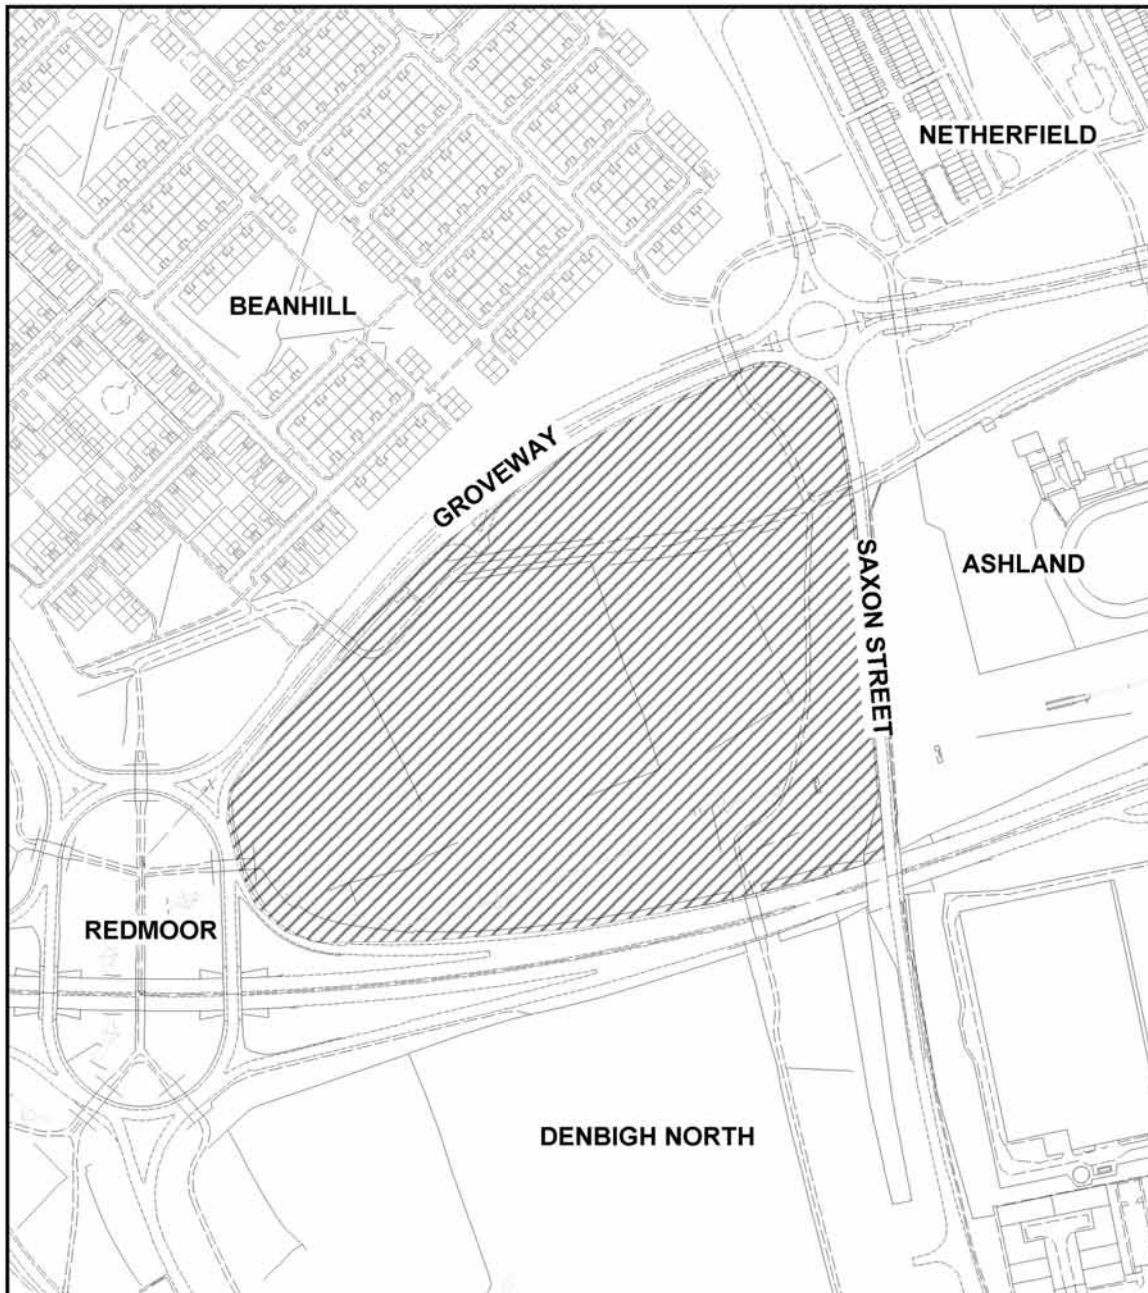 NETHERFIELD
BEANHILL
GROVEWAY
ASHLAND
SAXON STREET
REDMOOR
DENBIGH NORTH